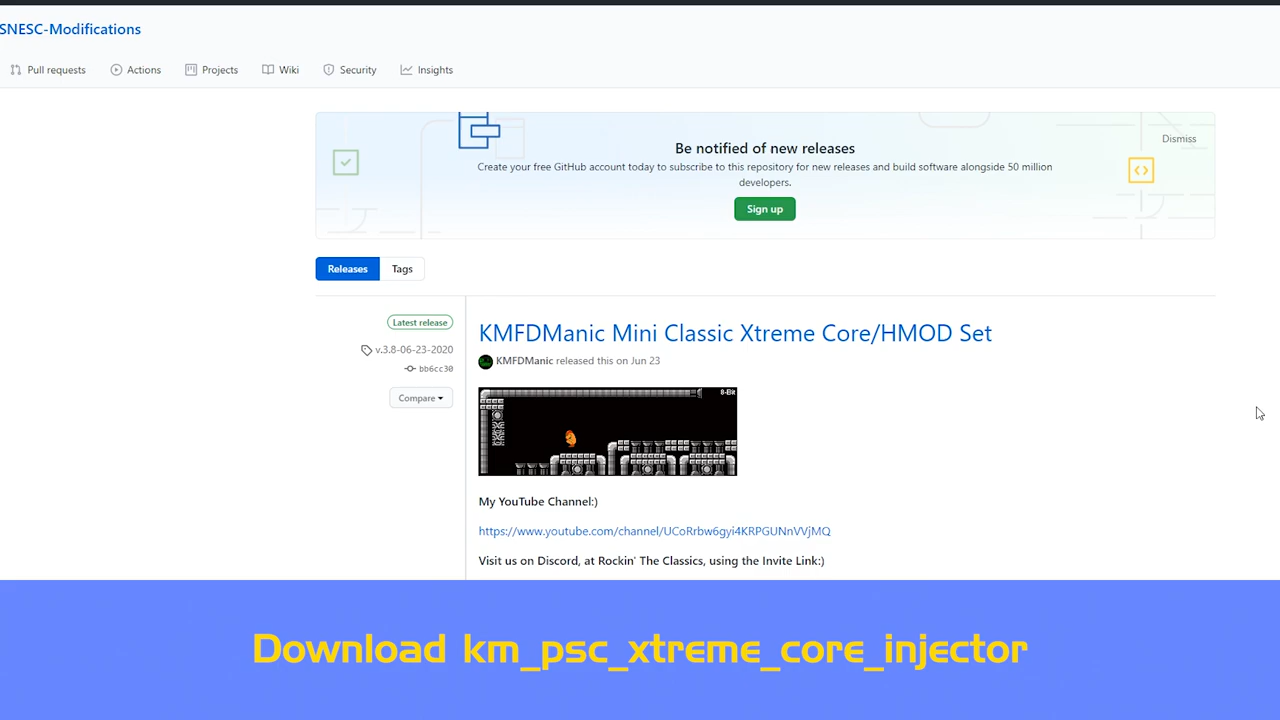 SNESC-Modifications
Pull requests
Actions
Projects
Wiki
Security
Insights
Be notified of new releases
Dismiss
Create your free GitHub account today to subscribe to this repository for new releases and build software alongside 50 million
developers.
Sign up
Releases
Tags
Latest release
v.3.8-06-23-2020
bb6cc30
Compare
KMFDManic Mini Classic Xtreme Core/HMOD Set
KMFDManic released this on Jun 23
8-Bit
My YouTube Channel:)
https://www.youtube.com/channel/UCoRrbw6gyi4KRPGUNnVVjMQ
Visit us on Discord, at Rockin' The Classics, using the Invite Link:)
Download km_psc_xtreme_core_injector